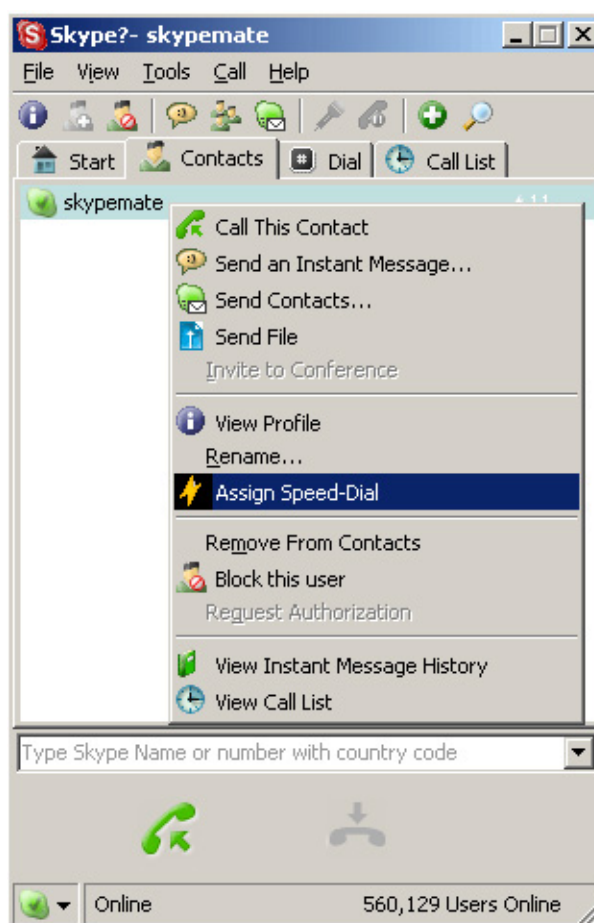 Skype?- skypemate
File View Tools Call Help
Start Contacts Dial Call List
skypemate
Call This Contact
Send an Instant Message...
Send Contacts...
Send File
Invite to Conference
View Profile
Rename...
Assign Speed-Dial
Remove From Contacts
Block this user
Request Authorization
View Instant Message History
View Call List
Type Skype Name or number with country code
Online 560,129 Users Online